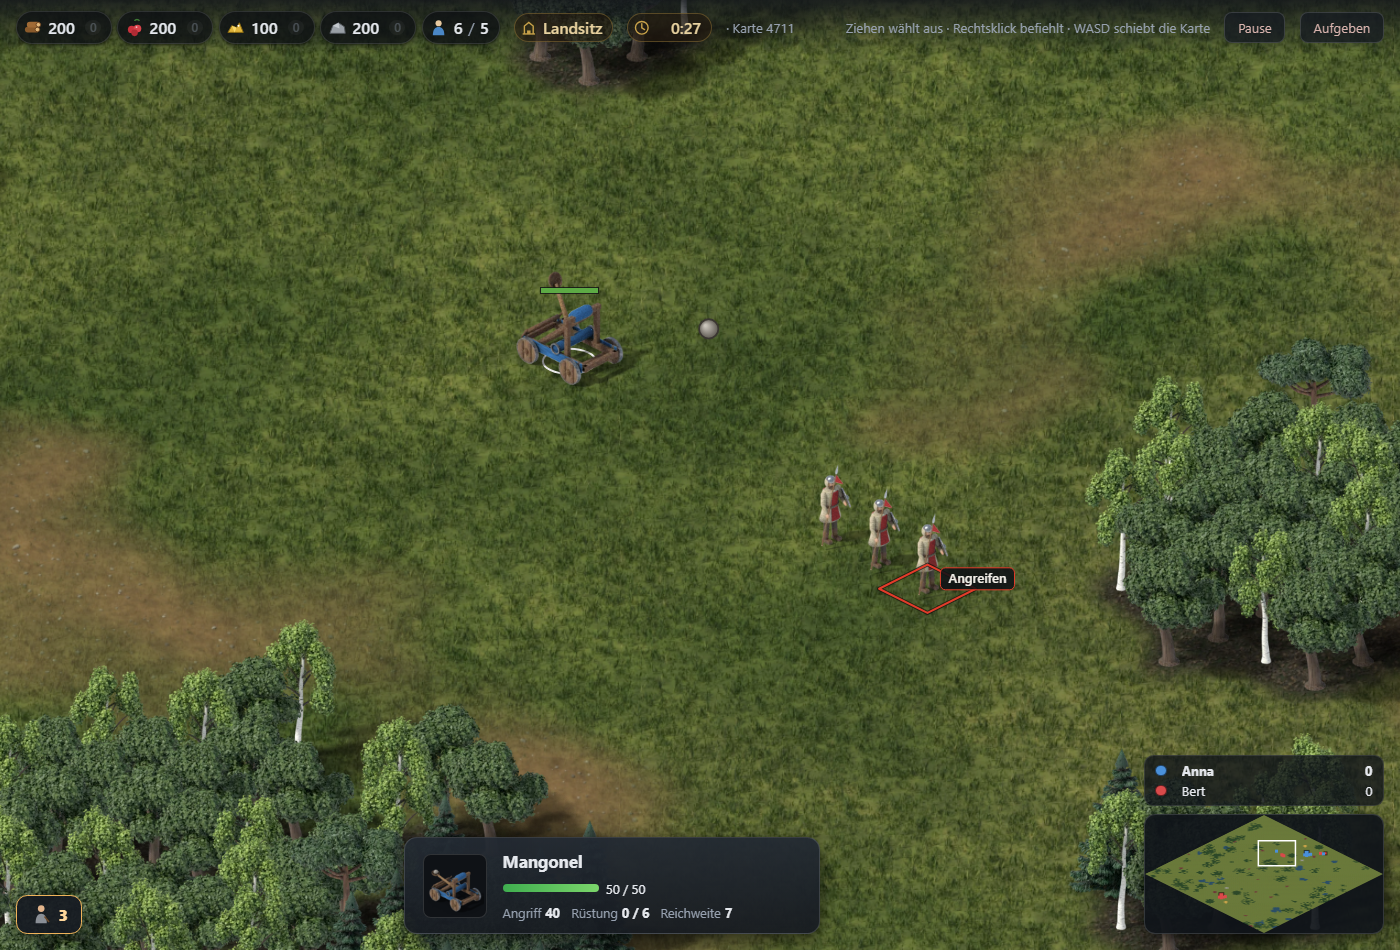 200 0 200 0 100 0 200 0 6 / 5 Landsitz 0:27 · Karte 4711 Ziehen wählt aus · Rechtsklick befiehlt · WASD schiebt die Karte Pause Aufgeben
Angreifen
Anna 0
Bert 0
Mangonel
50 / 50
Angriff 40 Rüstung 0 / 6 Reichweite 7
3